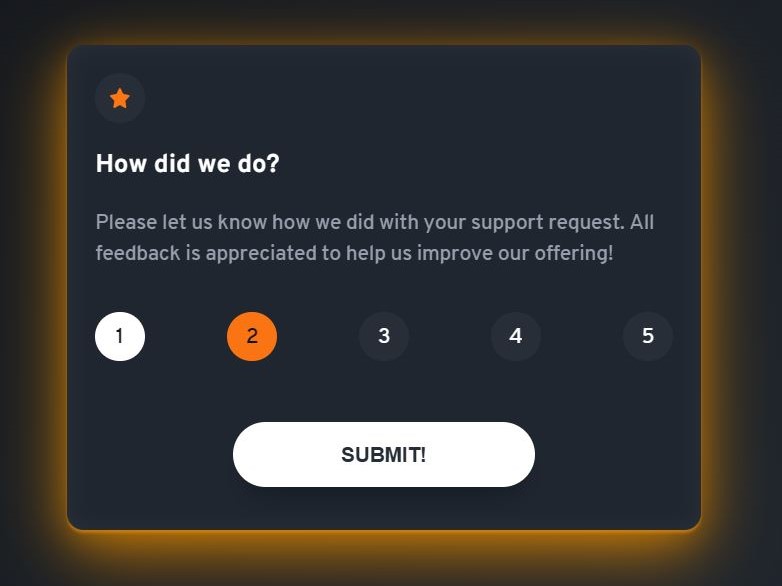 How did we do?
Please let us know how we did with your support request. All
feedback is appreciated to help us improve our offering!
1 2 3 4 5
SUBMIT!